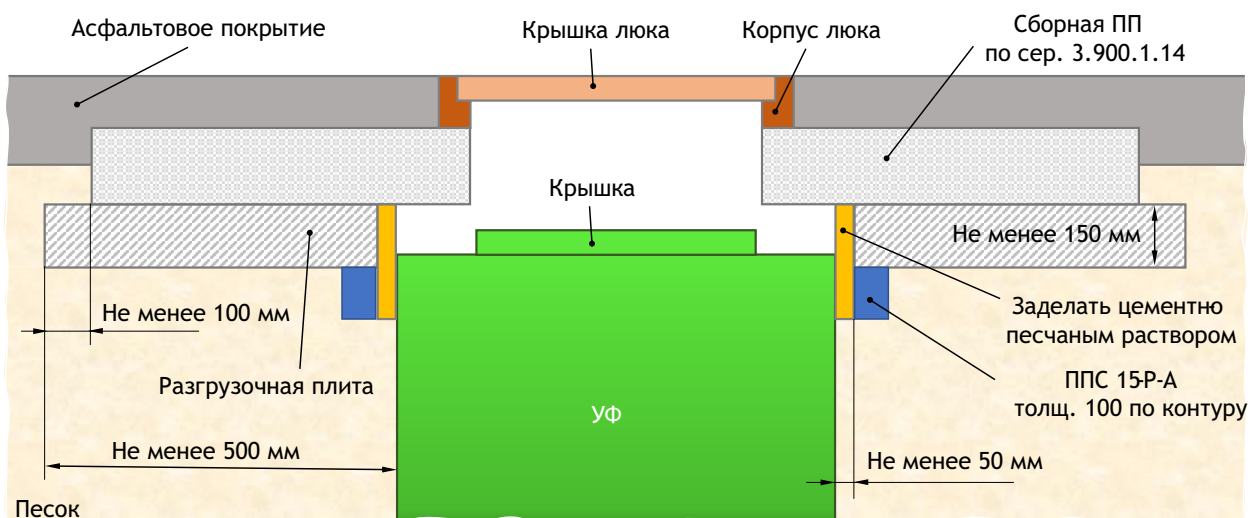 Асфальтовое покрытие
Крышка люка
Корпус люка
Сборная ПП
по сер. 3.900.1.14
Крышка
Не менее 150 мм
Не менее 100 мм
Заделать цементно
песчаным раствором
Разгрузочная плита
ППС 15-Р-А
толщ. 100 по контуру
УФ
Не менее 500 мм
Не менее 50 мм
Песок